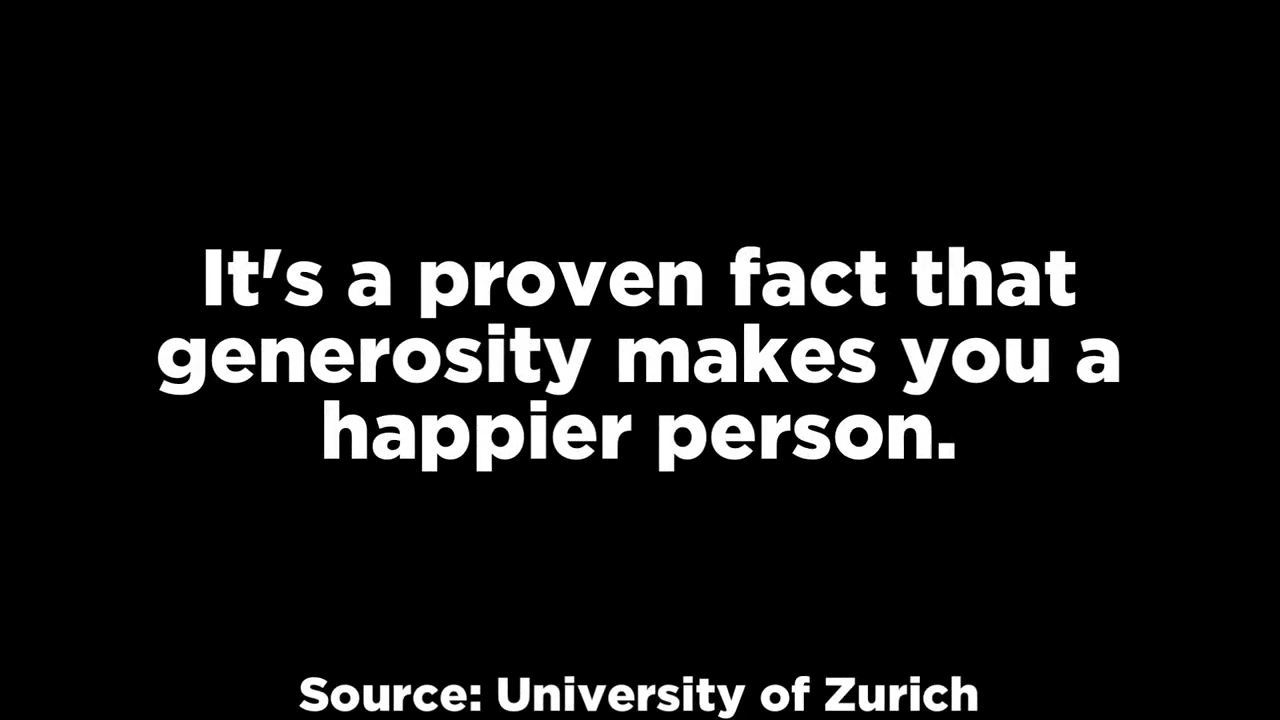 It's a proven fact that
generosity makes you a
happier person.
Source: University of Zurich